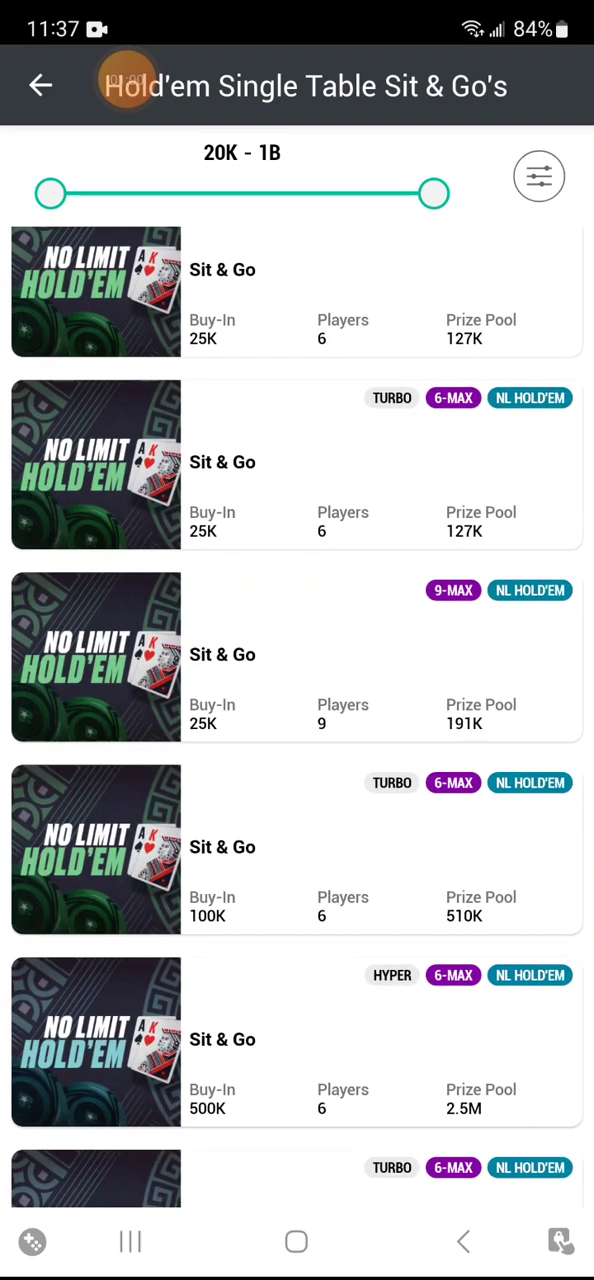 11:37
84%
Hold'em Single Table Sit & Go's
01:00
20K - 1B
NO LIMIT
HOLD'EM
A K
Sit & Go
Buy-In
Players
Prize Pool
25K
6
127K
TURBO
6-MAX
NL HOLD'EM
NO LIMIT
HOLD'EM
A K
Sit & Go
Buy-In
Players
Prize Pool
25K
6
127K
9-MAX
NL HOLD'EM
NO LIMIT
HOLD'EM
A K
Sit & Go
Buy-In
Players
Prize Pool
25K
9
191K
TURBO
6-MAX
NL HOLD'EM
NO LIMIT
HOLD'EM
A K
Sit & Go
Buy-In
Players
Prize Pool
100K
6
510K
HYPER
6-MAX
NL HOLD'EM
NO LIMIT
HOLD'EM
A K
Sit & Go
Buy-In
Players
Prize Pool
500K
6
2.5M
TURBO
6-MAX
NL HOLD'EM